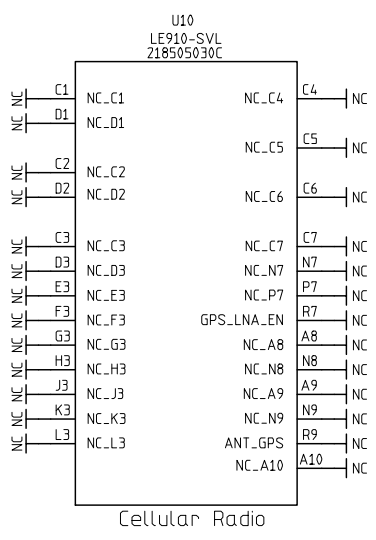 U10
LE910-SVL
218505030C
NC C1 NC_C1 NC_C4 C4 NC
NC D1 NC_D1
NC_C5 C5 NC
NC C2 NC_C2
NC D2 NC_D2 NC_C6 C6 NC
NC C3 NC_C3 NC_C7 C7 NC
NC D3 NC_D3 NC_N7 N7 NC
NC E3 NC_E3 NC_P7 P7 NC
NC F3 NC_F3 GPS_LNA_EN R7 NC
NC G3 NC_G3 NC_A8 A8 NC
NC H3 NC_H3 NC_N8 N8 NC
NC J3 NC_J3 NC_A9 A9 NC
NC K3 NC_K3 NC_N9 N9 NC
NC L3 NC_L3 ANT_GPS R9 NC
NC_A10 A10 NC
Cellular Radio